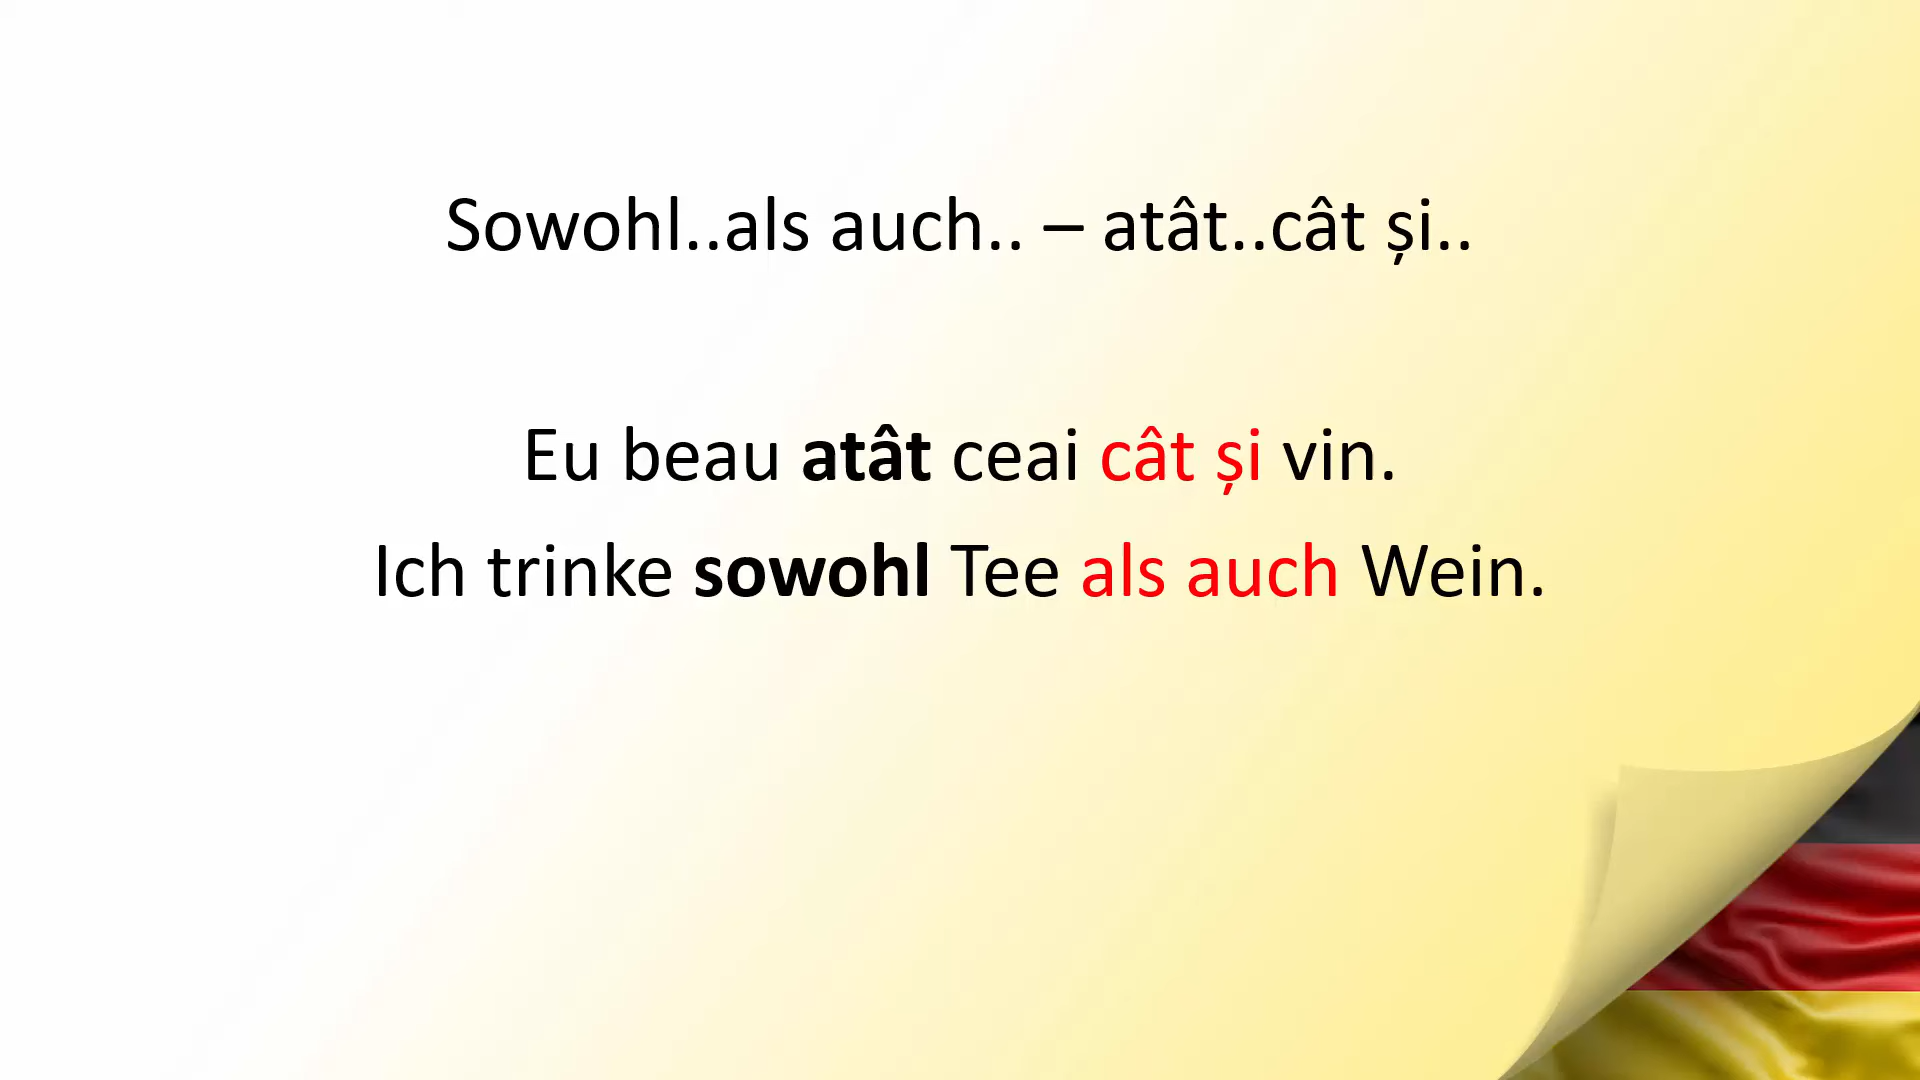 Sowohl..als auch.. – atât..cât și..
Eu beau atât ceai cât și vin.
Ich trinke sowohl Tee als auch Wein.